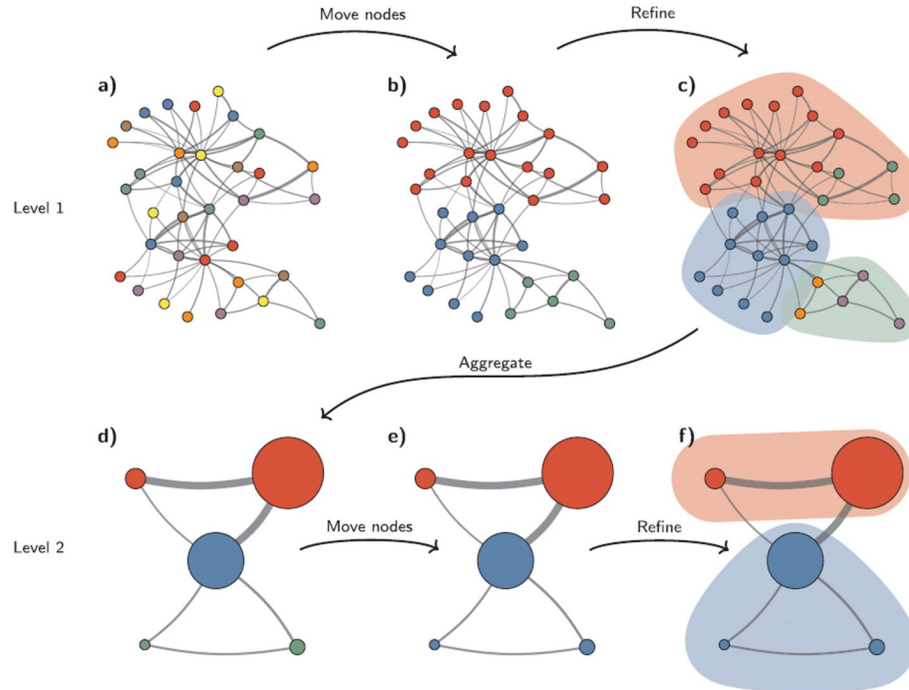 Move nodes
Refine
a)
b)
c)
Level 1
Aggregate
d)
e)
f)
Move nodes
Refine
Level 2